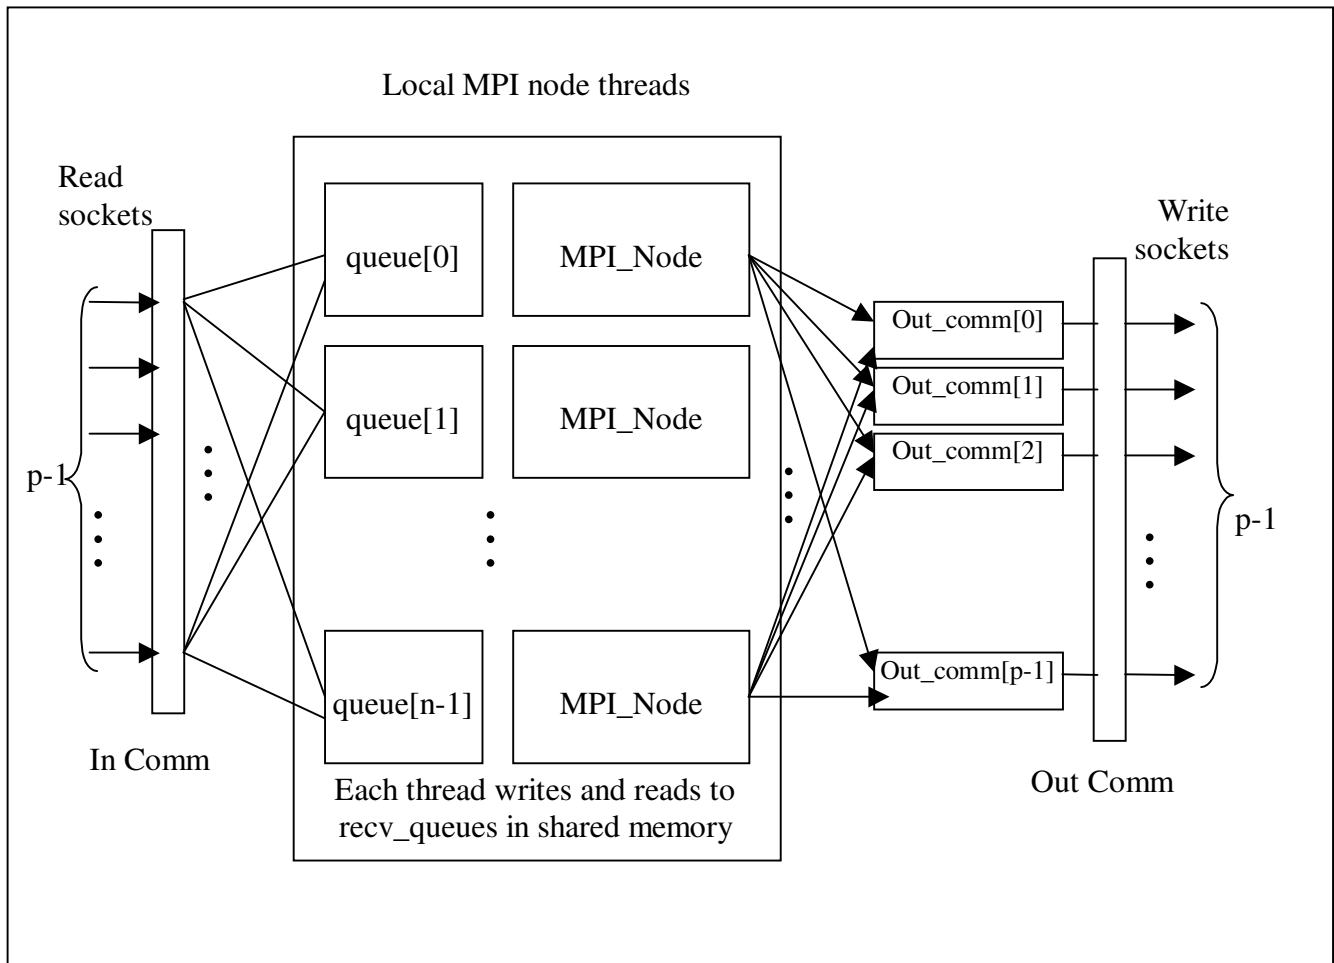 Local MPI node threads
Read
sockets
Write
sockets
queue[0]
MPI_Node
Out_comm[0]
queue[1]
MPI_Node
Out_comm[1]
Out_comm[2]
p-1
p-1
queue[n-1]
MPI_Node
Out_comm[p-1]
In Comm
Out Comm
Each thread writes and reads to
recv_queues in shared memory